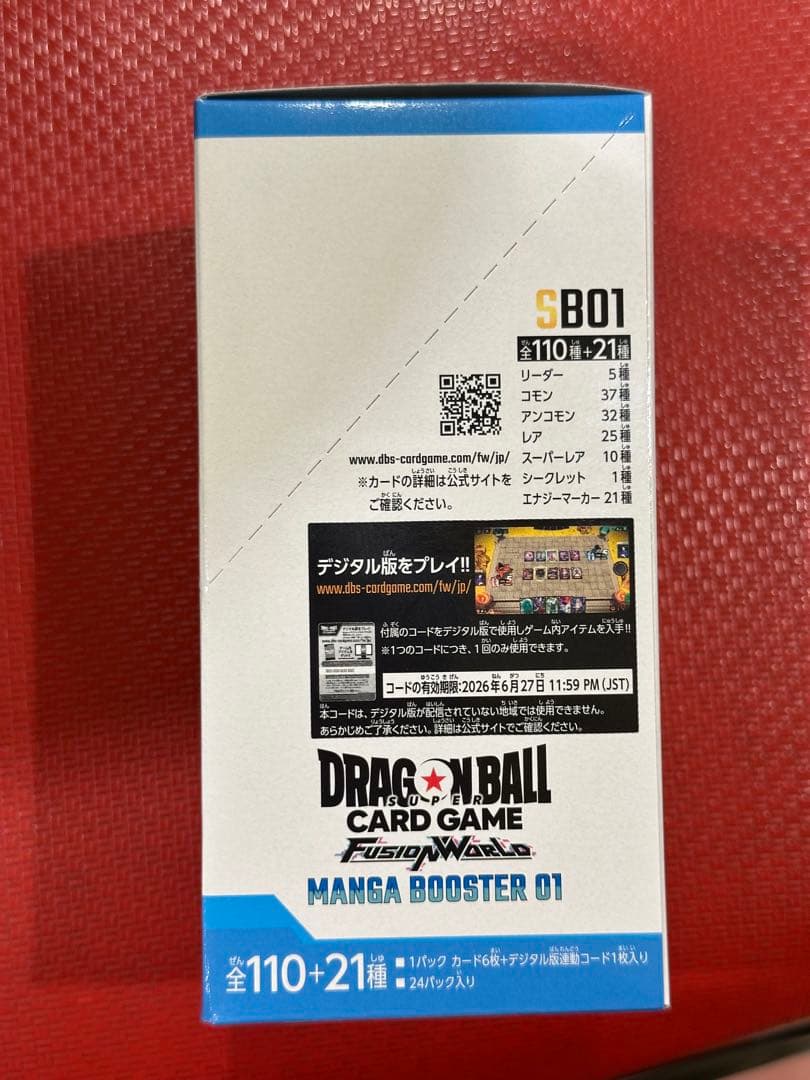 SB01
全110種+21種
リーダー 5種
コモン 37種
アンコモン 32種
レア 25種
スーパーレア 10種
シークレット 1種
エナジーマーカー 21種
www.dbs-cardgame.com/fw/jp/
※カードの詳細は公式サイトを
ご確認ください。
デジタル版をプレイ!!
www.dbs-cardgame.com/fw/jp/
付属のコードをデジタル版で使用しゲーム内アイテムを入手!!
※1つのコードにつき、1回のみ使用できます。
コードの有効期限:2026年6月27日 11:59 PM (JST)
本コードは、デジタル版が配信されていない地域では使用できません。
あらかじめご了承ください。詳細は公式サイトでご確認ください。
DRAGON BALL
SUPER
CARD GAME
FUSION WORLD
MANGA BOOSTER 01
全110+21種
■1パック カード6枚+デジタル版連動コード1枚入り
■24パック入り